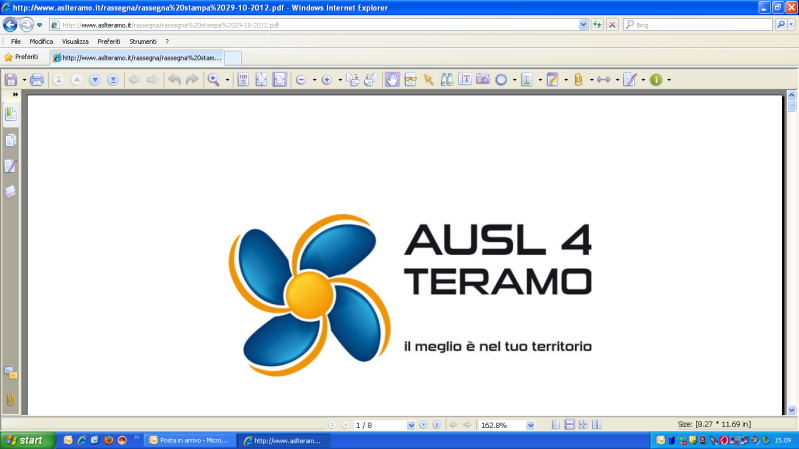 http://www.aslteramo.it/rassegna/rassegna%20stampa%2029-10-2012.pdf - Windows Internet Explorer
http://www.aslteramo.it/rassegna/rassegna%20stampa%2029-10-2012.pdf
Bing
File Modifica Visualizza Preferiti Strumenti ?
Preferiti
http://www.aslteramo.it/rassegna/rassegna%20stam...
AUSL 4
TERAMO
il meglio è nel tuo territorio
1 / 8
162.8%
Size: [8.27 * 11.69 in]
start
Posta in arrivo - Micro...
http://www.aslteram...
15.09